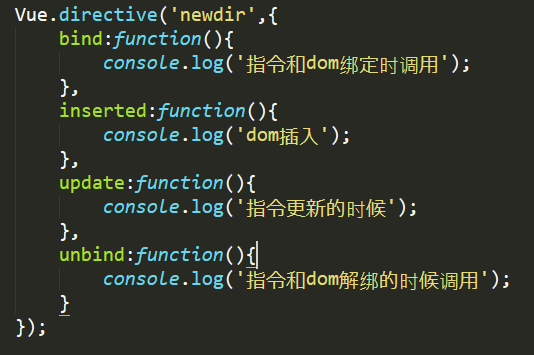 Vue.directive('newdir',{
    bind:function(){
        console.log('指令和dom绑定时调用');
    },
    inserted:function(){
        console.log('dom插入');
    },
    update:function(){
        console.log('指令更新的时候');
    },
    unbind:function(){
        console.log('指令和dom解绑的时候调用');
    }
});